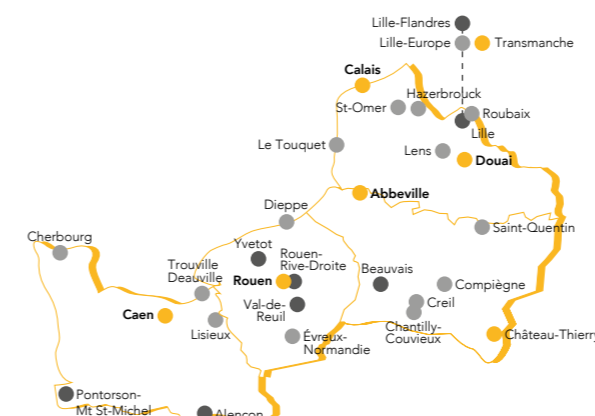 Lille-Flandres
Lille-Europe
Transmanche
Calais
Hazerbrouck
St-Omer
Roubaix
Lille
Le Touquet
Lens
Douai
Abbeville
Dieppe
Saint-Quentin
Cherbourg
Yvetot
Rouen-
Rive-Droite
Trouville
Deauville
Rouen
Beauvais
Compiègne
Val-de-
Reuil
Creil
Caen
Lisieux
Chantilly-
Couvieux
Évreux-
Normandie
Château-Thierry
Pontorson-
Mt St-Michel
Alençon